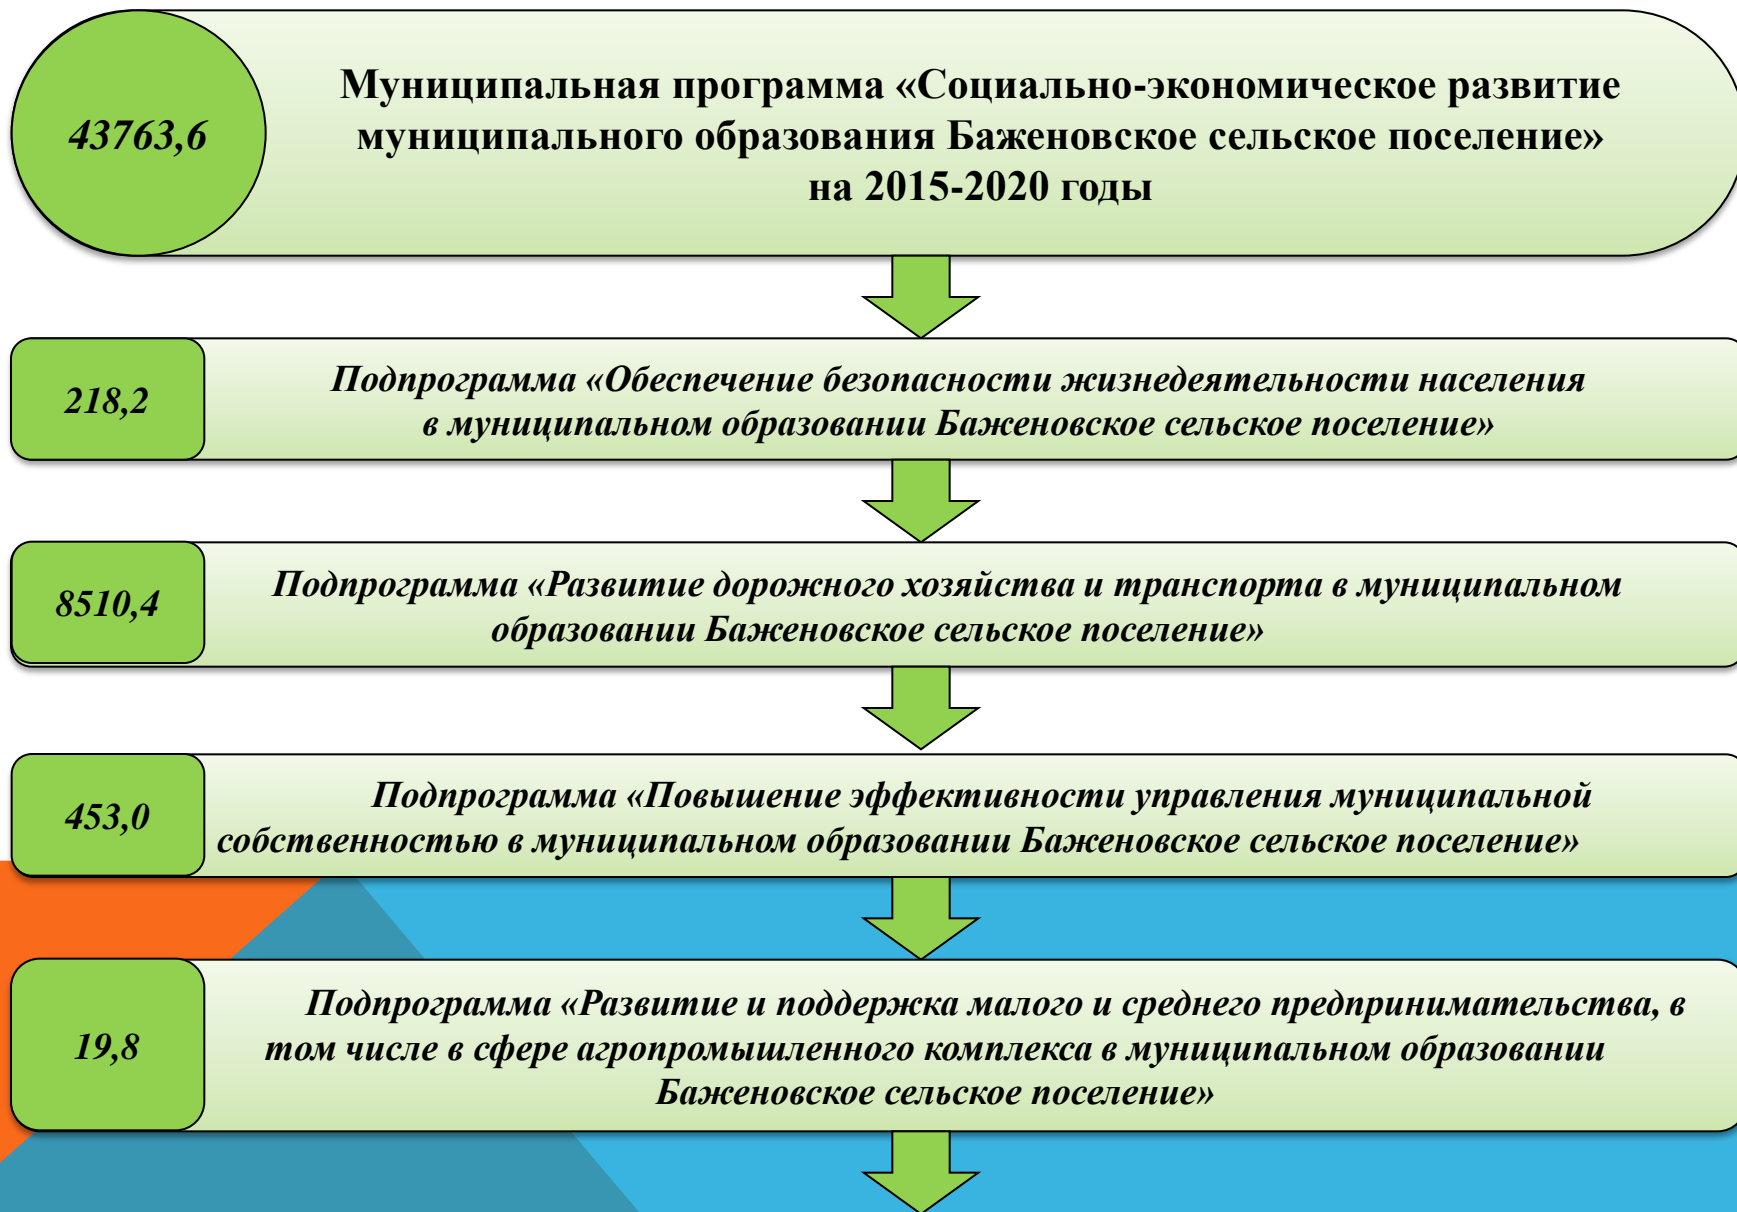 43763,6
Муниципальная программа «Социально-экономическое развитие
муниципального образования Баженовское сельское поселение»
на 2015-2020 годы
218,2
Подпрограмма «Обеспечение безопасности жизнедеятельности населения
в муниципальном образовании Баженовское сельское поселение»
8510,4
Подпрограмма «Развитие дорожного хозяйства и транспорта в муниципальном
образовании Баженовское сельское поселение»
453,0
Подпрограмма «Повышение эффективности управления муниципальной
собственностью в муниципальном образовании Баженовское сельское поселение»
19,8
Подпрограмма «Развитие и поддержка малого и среднего предпринимательства, в
том числе в сфере агропромышленного комплекса в муниципальном образовании
Баженовское сельское поселение»